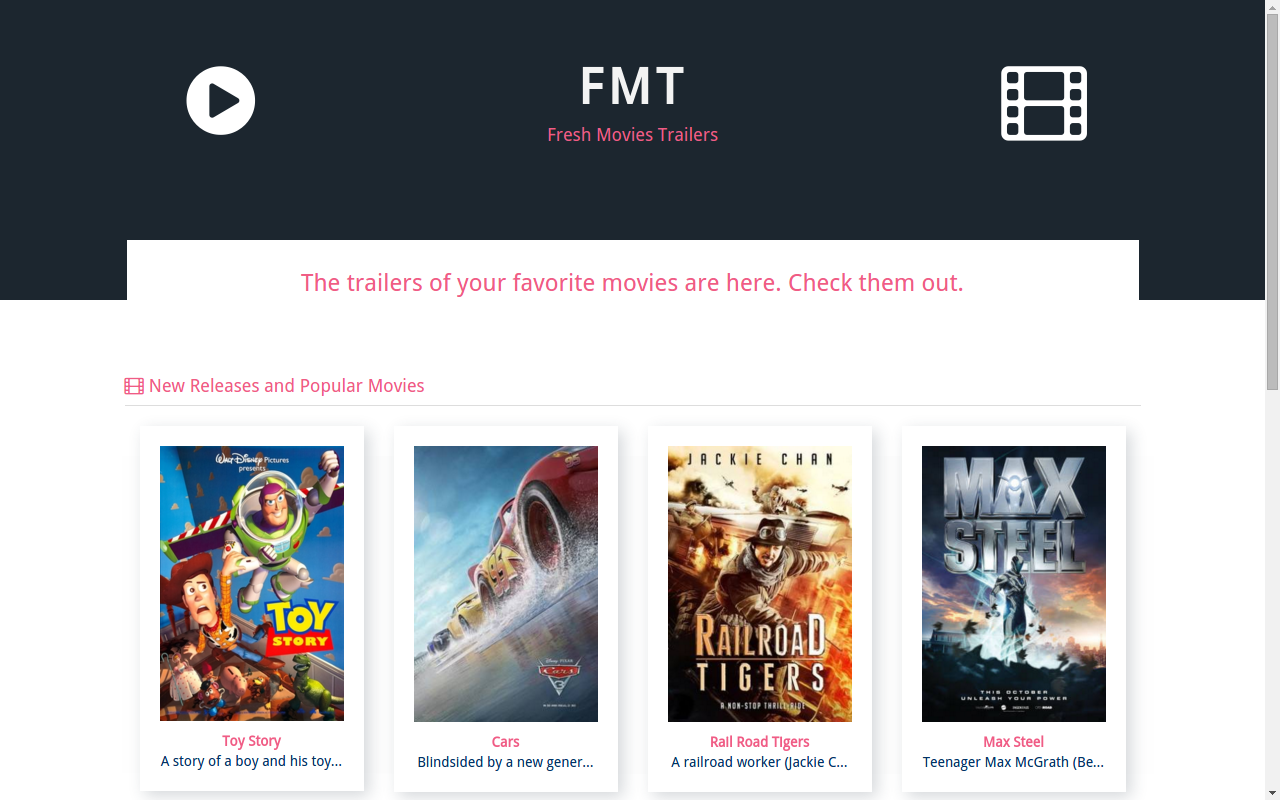 FMT
Fresh Movies Trailers
The trailers of your favorite movies are here. Check them out.
New Releases and Popular Movies
WALT DISNEY Pictures
presents
TOY
STORY
Toy Story
A story of a boy and his toy...
Cars
Blindsided by a new gener...
JACKIE CHAN
RAILROAD
TIGERS
A NON-STOP THRILL-RIDE
Rail Road TIgers
A railroad worker (Jackie C...
MAX
STEEL
THIS OCTOBER
UNLEASH YOUR POWER
Max Steel
Teenager Max McGrath (Be...